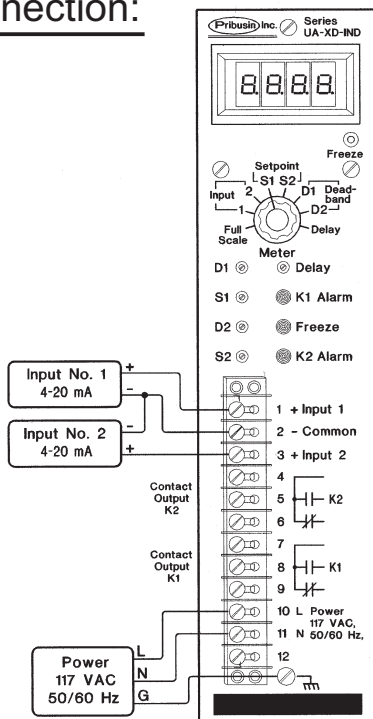 nection:
Pribusin Inc. Series
UA-XD-IND
8.8.8.8.
Freeze
Setpoint
S1 S2
Input 2 D1 Dead-
band
1 D2
Full
Scale
Delay
Meter
D1 Delay
S1 K1 Alarm
D2 Freeze
S2 K2 Alarm
Input No. 1
4-20 mA
+
-
Input No. 2
4-20 mA
-
+
1 + Input 1
2 - Common
3 + Input 2
Contact
Output
K2
4
5 K2
6
Contact
Output
K1
7
8 K1
9
10 L Power
117 VAC,
11 N 50/60 Hz,
12
Power
117 VAC
50/60 Hz
L
N
G